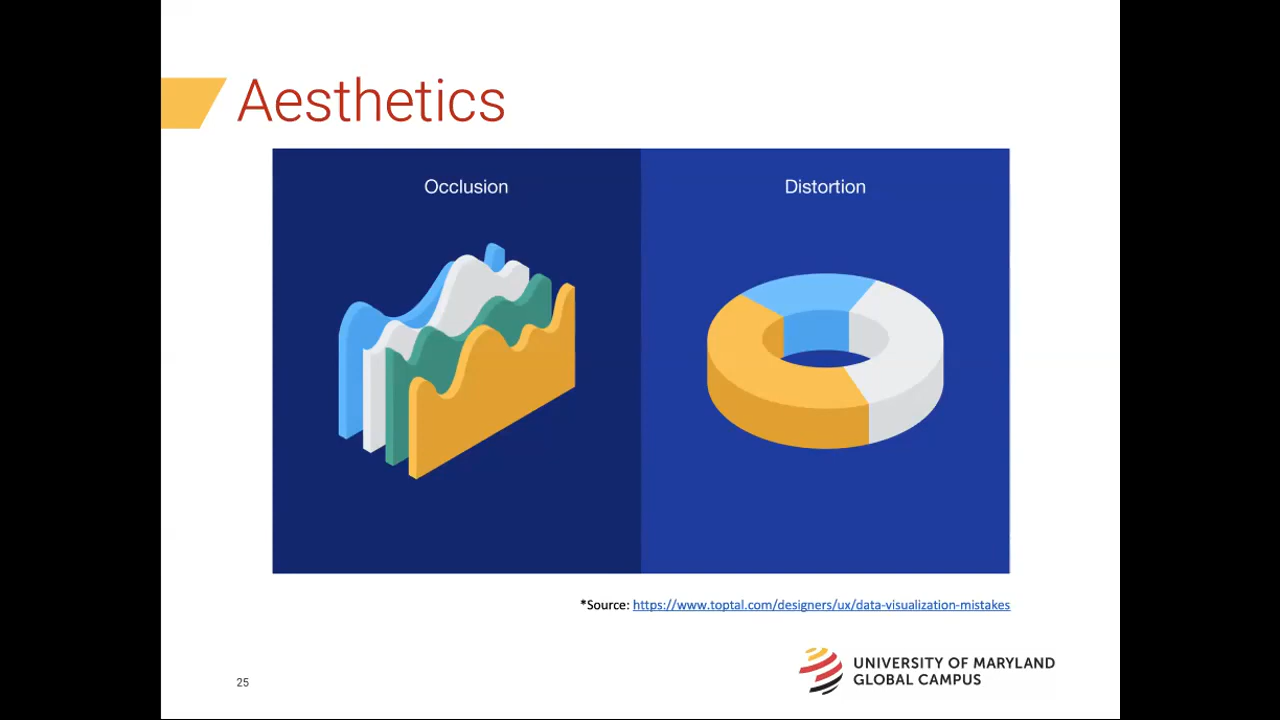 Aesthetics
Occlusion
Distortion
*Source: https://www.toptal.com/designers/ux/data-visualization-mistakes
25
UNIVERSITY OF MARYLAND
GLOBAL CAMPUS